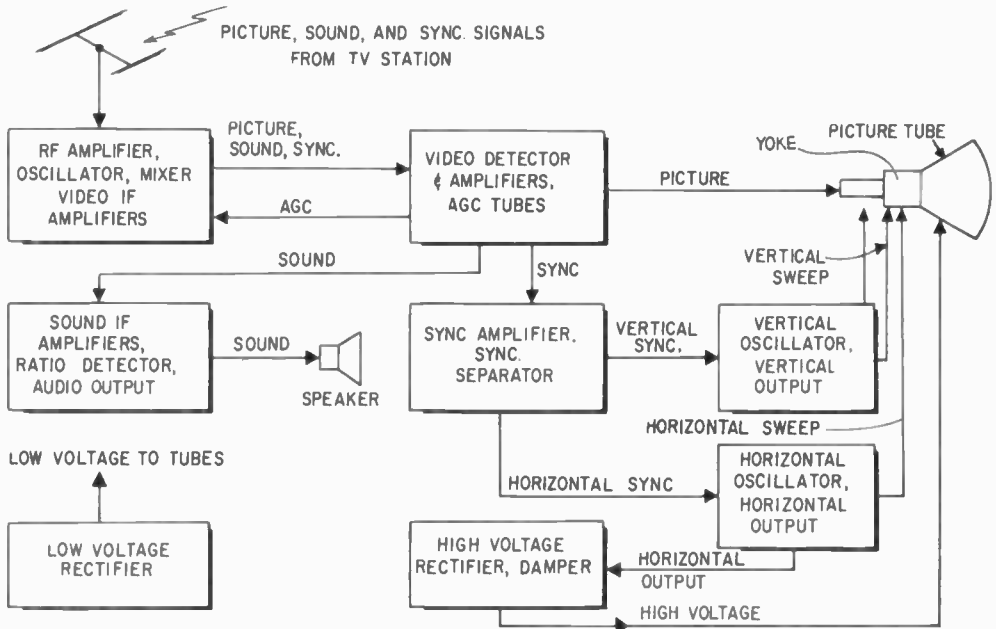 PICTURE, SOUND, AND SYNC. SIGNALS
FROM TV STATION
RF AMPLIFIER,
OSCILLATOR, MIXER
VIDEO IF
AMPLIFIERS
PICTURE,
SOUND, SYNC.
AGC
VIDEO DETECTOR
¢ AMPLIFIERS,
AGC TUBES
PICTURE
YOKE
PICTURE TUBE
VERTICAL
SWEEP
SOUND
SYNC
SOUND IF
AMPLIFIERS,
RATIO DETECTOR,
AUDIO OUTPUT
SOUND
SPEAKER
SYNC AMPLIFIER,
SYNC.
SEPARATOR
VERTICAL
SYNC.
VERTICAL
OSCILLATOR,
VERTICAL
OUTPUT
HORIZONTAL SWEEP
LOW VOLTAGE TO TUBES
LOW VOLTAGE
RECTIFIER
HORIZONTAL SYNC
HORIZONTAL
OSCILLATOR,
HORIZONTAL
OUTPUT
HIGH VOLTAGE
RECTIFIER, DAMPER
HORIZONTAL
OUTPUT
HIGH VOLTAGE